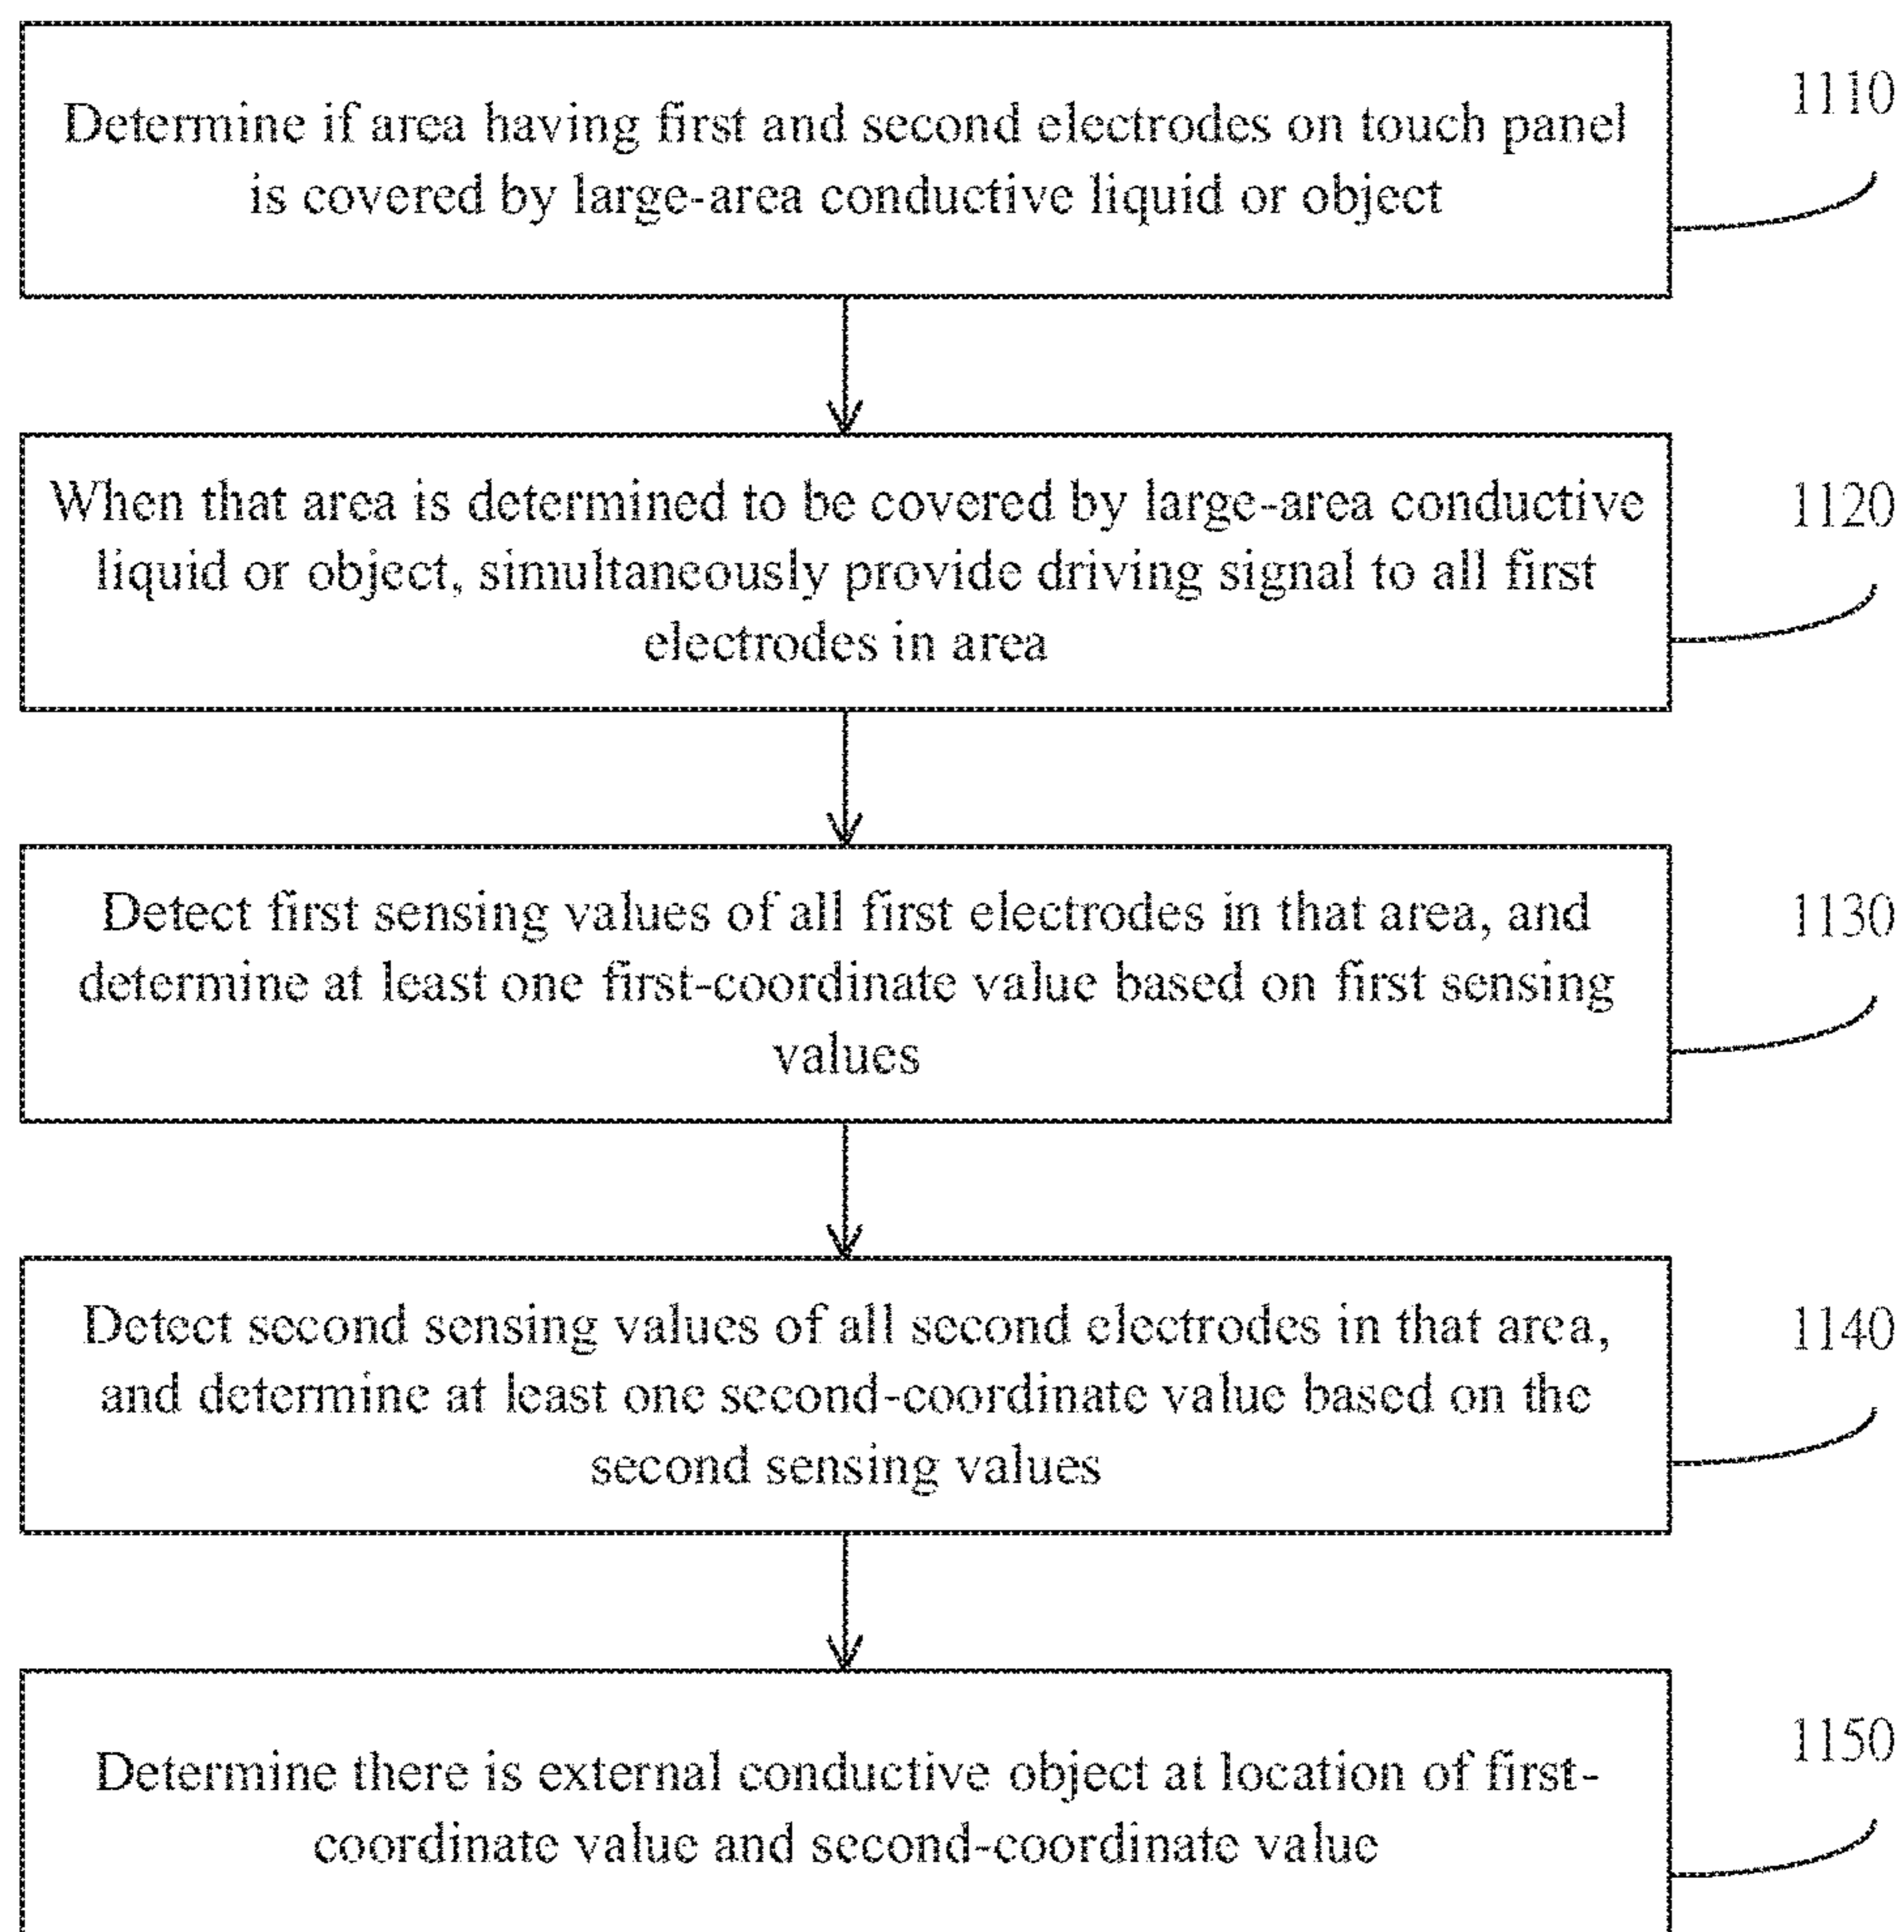 Determine if area having first and second electrodes on touch panel
is covered by large-area conductive liquid or object
1110
When that area is determined to be covered by large-area conductive
liquid or object, simultaneously provide driving signal to all first
electrodes in area
1120
Detect first sensing values of all first electrodes in that area, and
determine at least one first-coordinate value based on first sensing
values
1130
Detect second sensing values of all second electrodes in that area,
and determine at least one second-coordinate value based on the
second sensing values
1140
Determine there is external conductive object at location of first-
coordinate value and second-coordinate value
1150